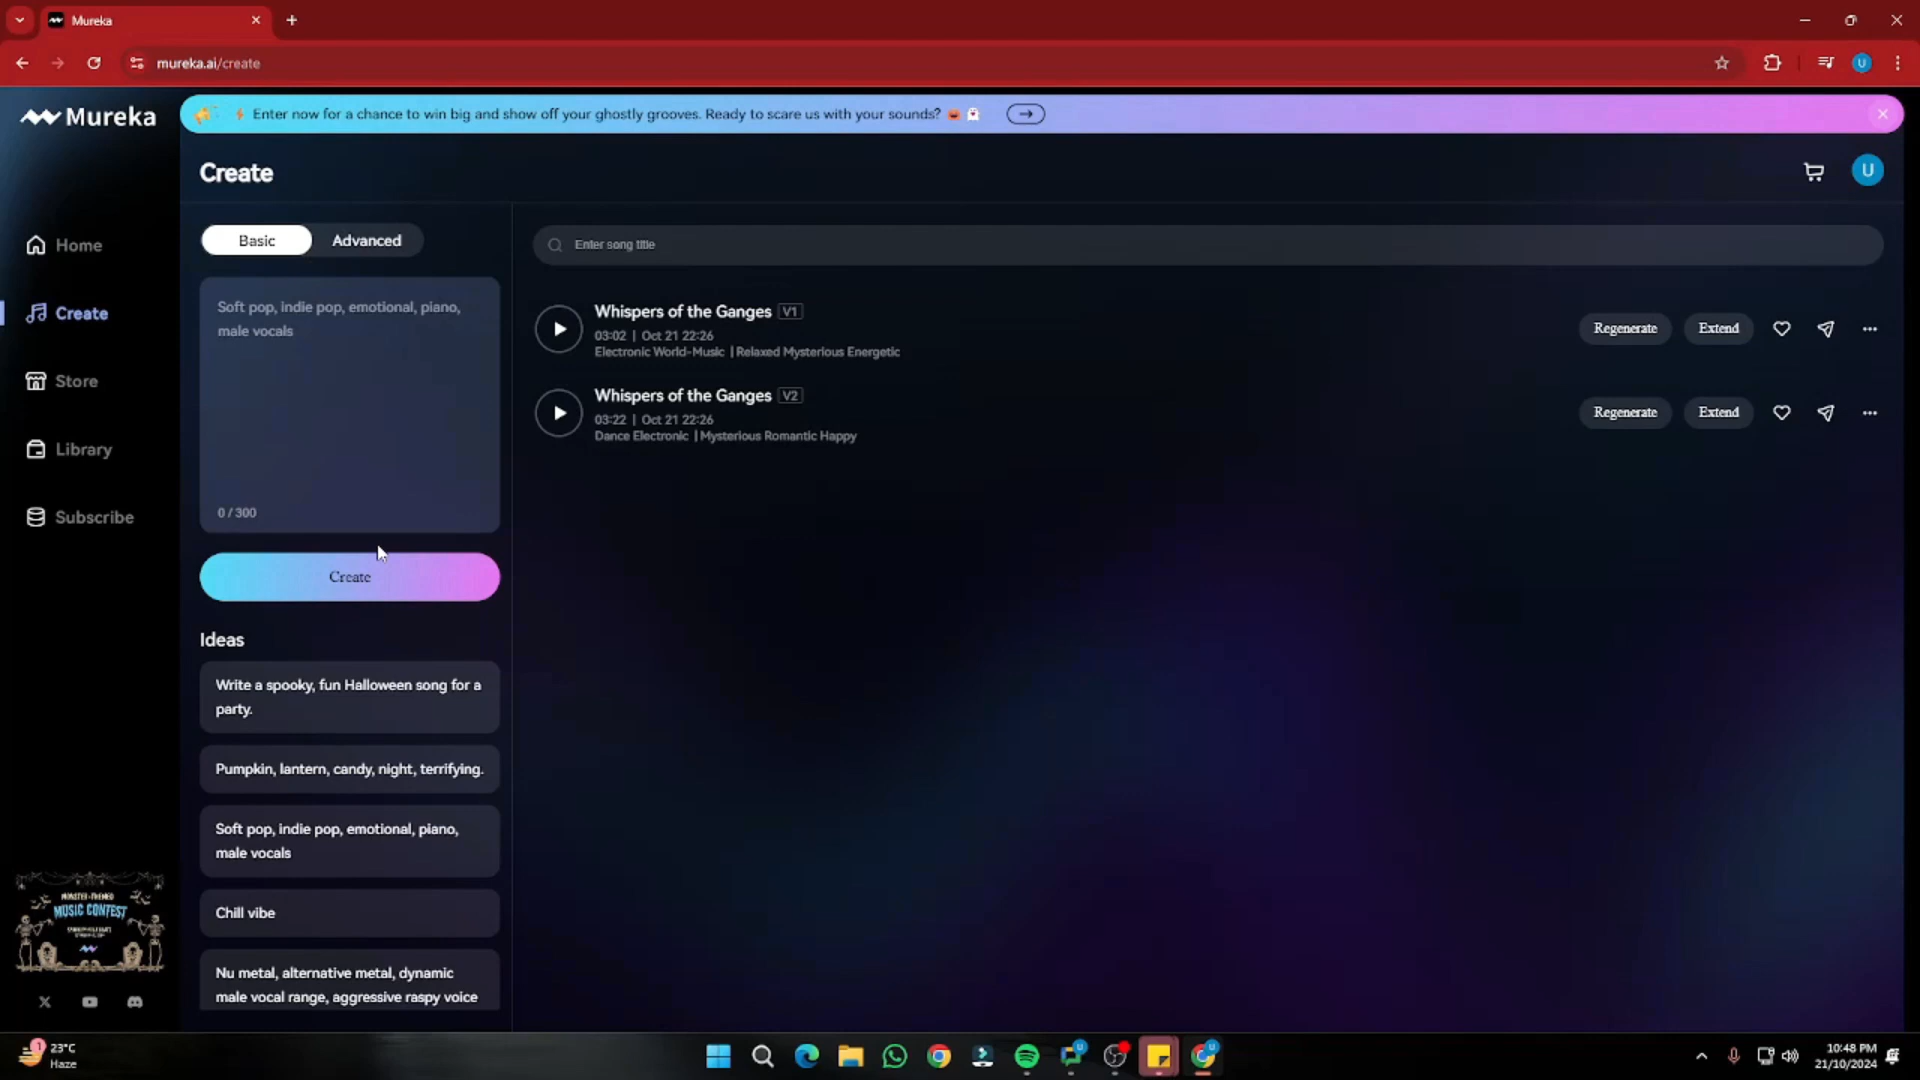 Mureka
mureka.ai/create
U
Mureka
Enter now for a chance to win big and show off your ghostly grooves. Ready to scare us with your sounds?
Create
U
Basic
Advanced
Enter song title
Home
Create
Store
Library
Subscribe
Soft pop, indie pop, emotional, piano,
male vocals
0 / 300
Create
Whispers of the Ganges V1
03:02 | Oct 21 22:26
Electronic World-Music | Relaxed Mysterious Energetic
Regenerate
Extend
Whispers of the Ganges V2
03:22 | Oct 21 22:26
Dance Electronic | Mysterious Romantic Happy
Regenerate
Extend
Ideas
Write a spooky, fun Halloween song for a
party.
Pumpkin, lantern, candy, night, terrifying.
Soft pop, indie pop, emotional, piano,
male vocals
Chill vibe
Nu metal, alternative metal, dynamic
male vocal range, aggressive raspy voice
MONSTER-THEMED
MUSIC CONTEST
1
23°C
Haze
10:48 PM
21/10/2024